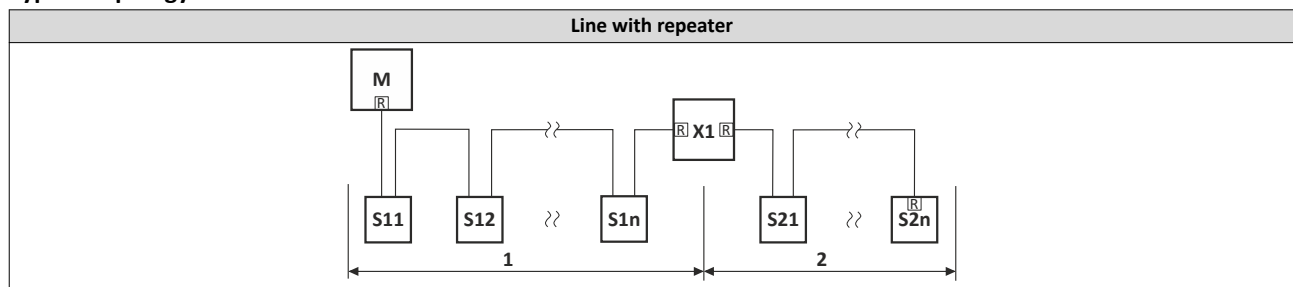 Line with repeater
M
R
R X1 R
S11 S12 S1n S21 S2n
R
1 2